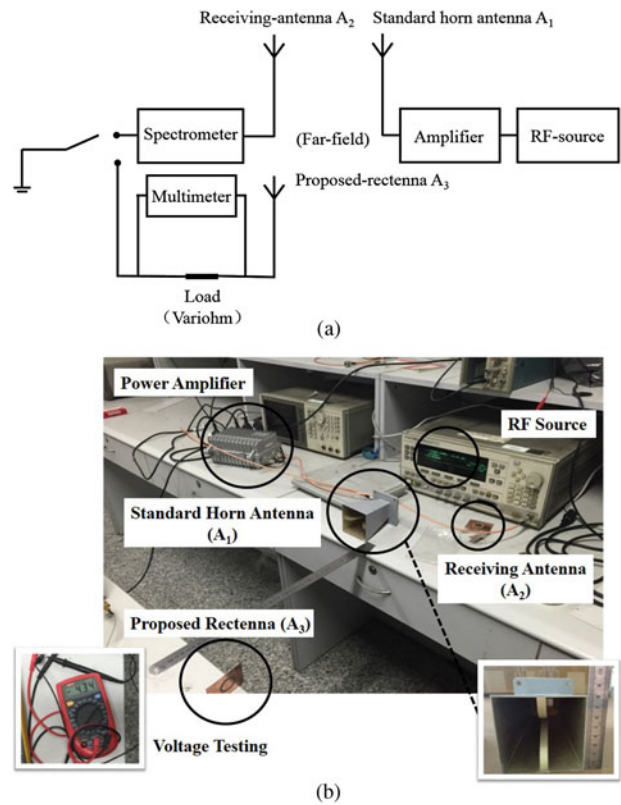 Receiving-antenna A₂
Standard horn antenna A₁
Spectrometer
(Far-field)
Amplifier
RF-source
Multimeter
Proposed-rectenna A₃
Load
（Variohm）
(a)
Power Amplifier
RF Source
Standard Horn Antenna
(A₁)
Receiving Antenna
(A₂)
Proposed Rectenna (A₃)
Voltage Testing
(b)